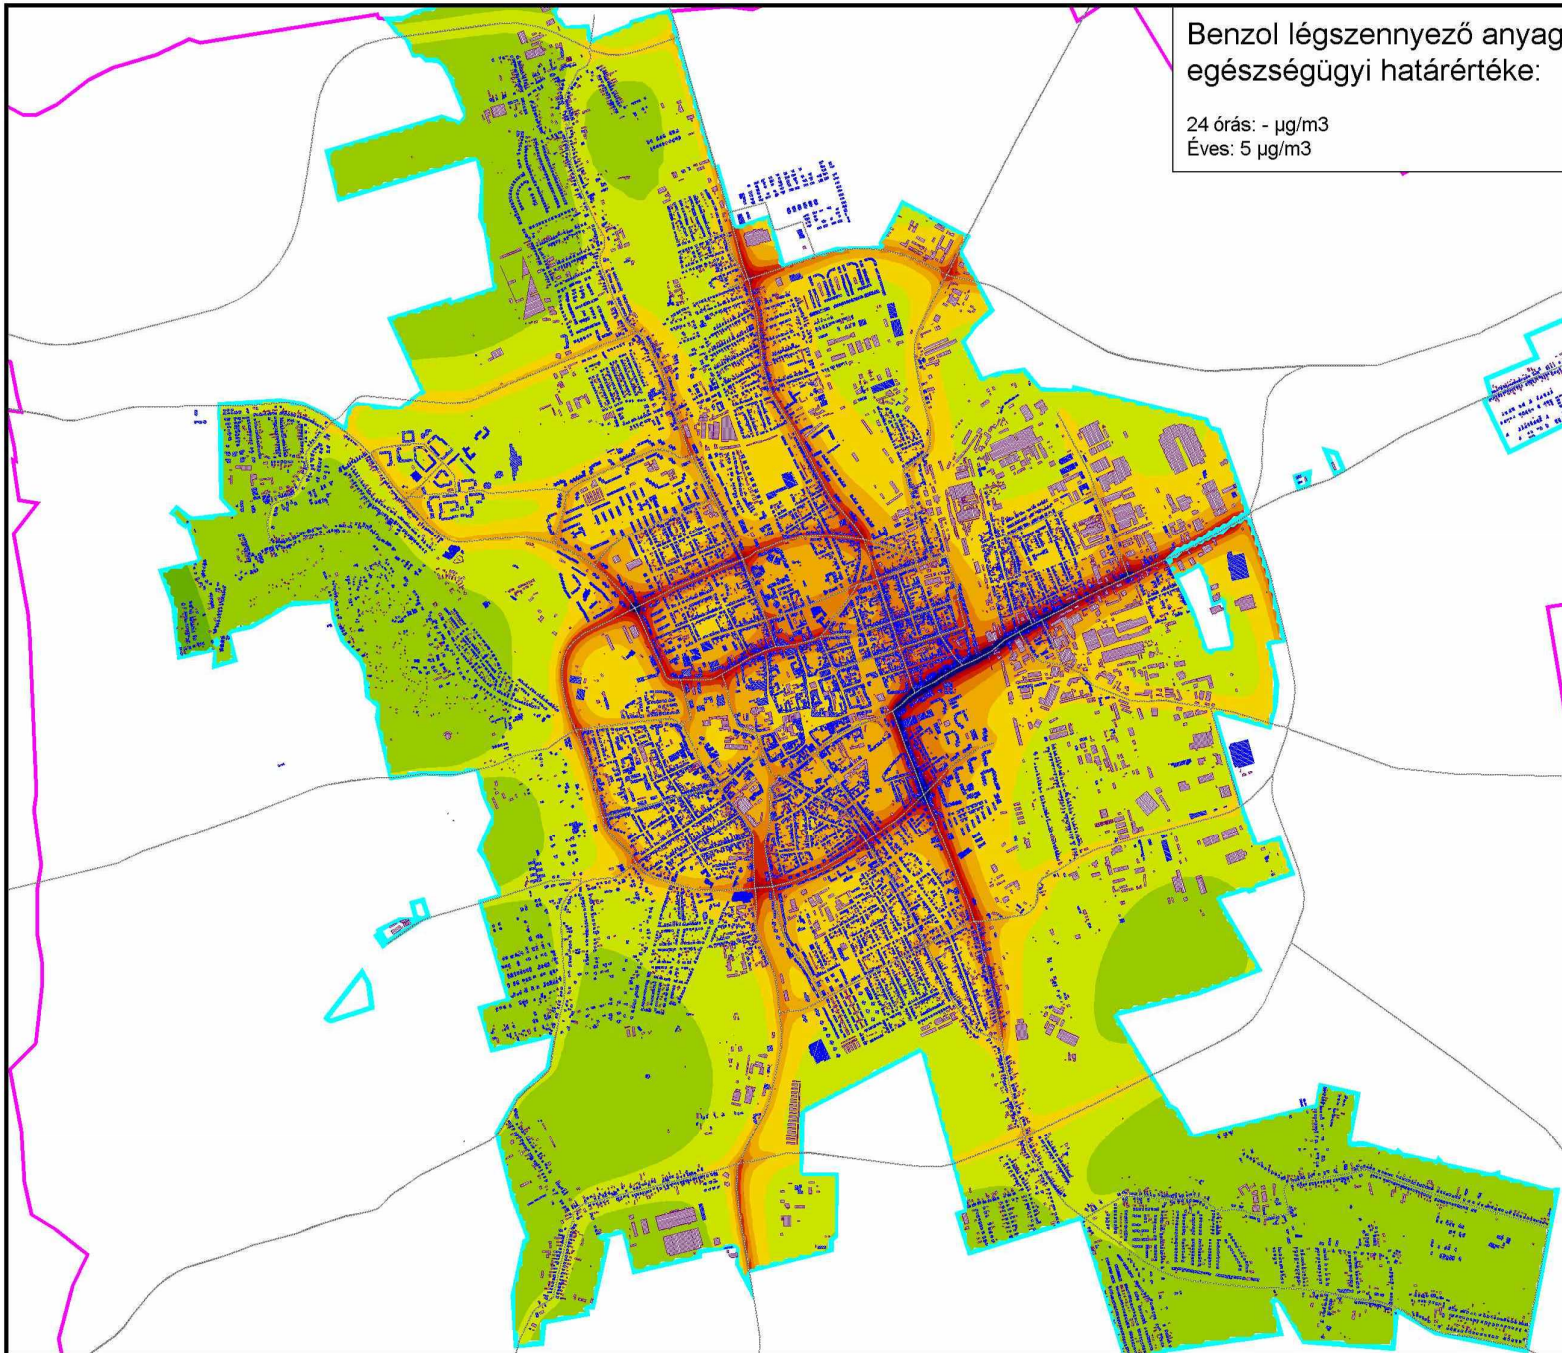 Benzol légszennyező anyag
egészségügyi határértéke:
24 órás: - µg/m3
Éves: 5 µg/m3